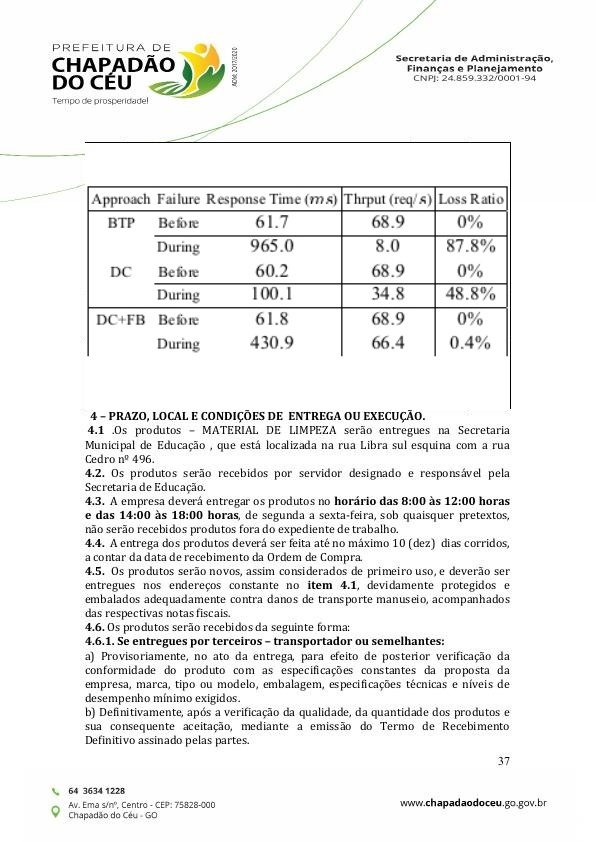 PREFEITURA DE
CHAPADÃO
DO CÉU
Tempo de prosperidade!
ADM: 2017/2020
Secretaria de Administração,
Finanças e Planejamento
CNPJ: 24.859.332/0001-94
Approach Failure Response Time (ms) Thrput (req/s) Loss Ratio
BTP Before 61.7 68.9 0%
During 965.0 8.0 87.8%
DC Before 60.2 68.9 0%
During 100.1 34.8 48.8%
DC+FB Before 61.8 68.9 0%
During 430.9 66.4 0.4%
4 – PRAZO, LOCAL E CONDIÇÕES DE ENTREGA OU EXECUÇÃO.
4.1 .Os produtos – MATERIAL DE LIMPEZA serão entregues na Secretaria
Municipal de Educação , que está localizada na rua Libra sul esquina com a rua
Cedro nº 496.
4.2. Os produtos serão recebidos por servidor designado e responsável pela
Secretaria de Educação.
4.3. A empresa deverá entregar os produtos no horário das 8:00 às 12:00 horas
e das 14:00 às 18:00 horas, de segunda a sexta-feira, sob quaisquer pretextos,
não serão recebidos produtos fora do expediente de trabalho.
4.4. A entrega dos produtos deverá ser feita até no máximo 10 (dez) dias corridos,
a contar da data de recebimento da Ordem de Compra.
4.5. Os produtos serão novos, assim considerados de primeiro uso, e deverão ser
entregues nos endereços constante no item 4.1, devidamente protegidos e
embalados adequadamente contra danos de transporte manuseio, acompanhados
das respectivas notas fiscais.
4.6. Os produtos serão recebidos da seguinte forma:
4.6.1. Se entregues por terceiros – transportador ou semelhantes:
a) Provisoriamente, no ato da entrega, para efeito de posterior verificação da
conformidade do produto com as especificações constantes da proposta da
empresa, marca, tipo ou modelo, embalagem, especificações técnicas e níveis de
desempenho mínimo exigidos.
b) Definitivamente, após a verificação da qualidade, da quantidade dos produtos e
sua consequente aceitação, mediante a emissão do Termo de Recebimento
Definitivo assinado pelas partes.
37
64 3634 1228
Av. Ema s/nº, Centro - CEP: 75828-000
Chapadão do Céu - GO
www.chapadaodoceu.go.gov.br